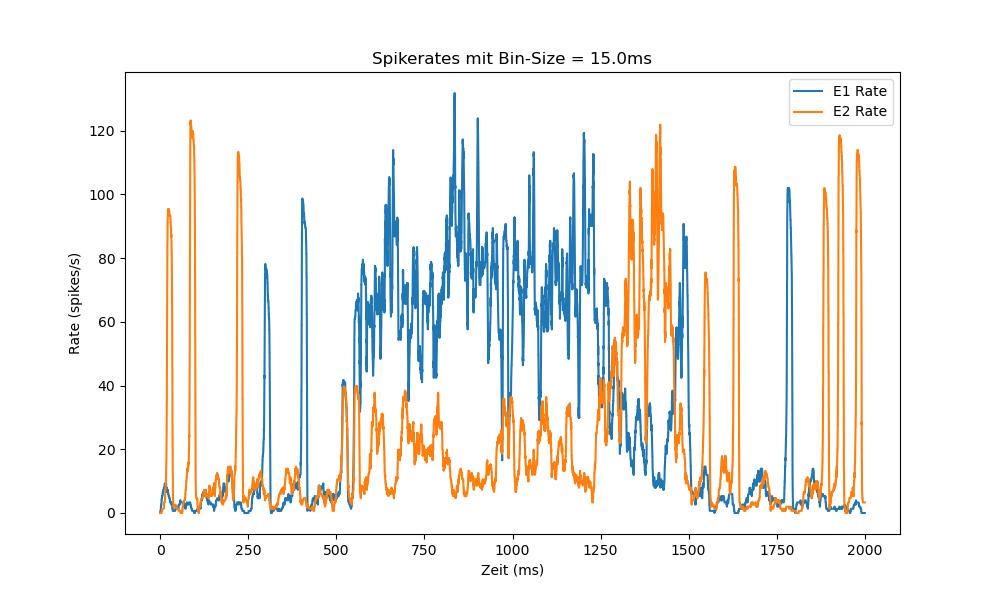 Spikerates mit Bin-Size = 15.0ms
E1 Rate
E2 Rate
120
100
80
60
40
20
0
Rate (spikes/s)
0 250 500 750 1000 1250 1500 1750 2000
Zeit (ms)